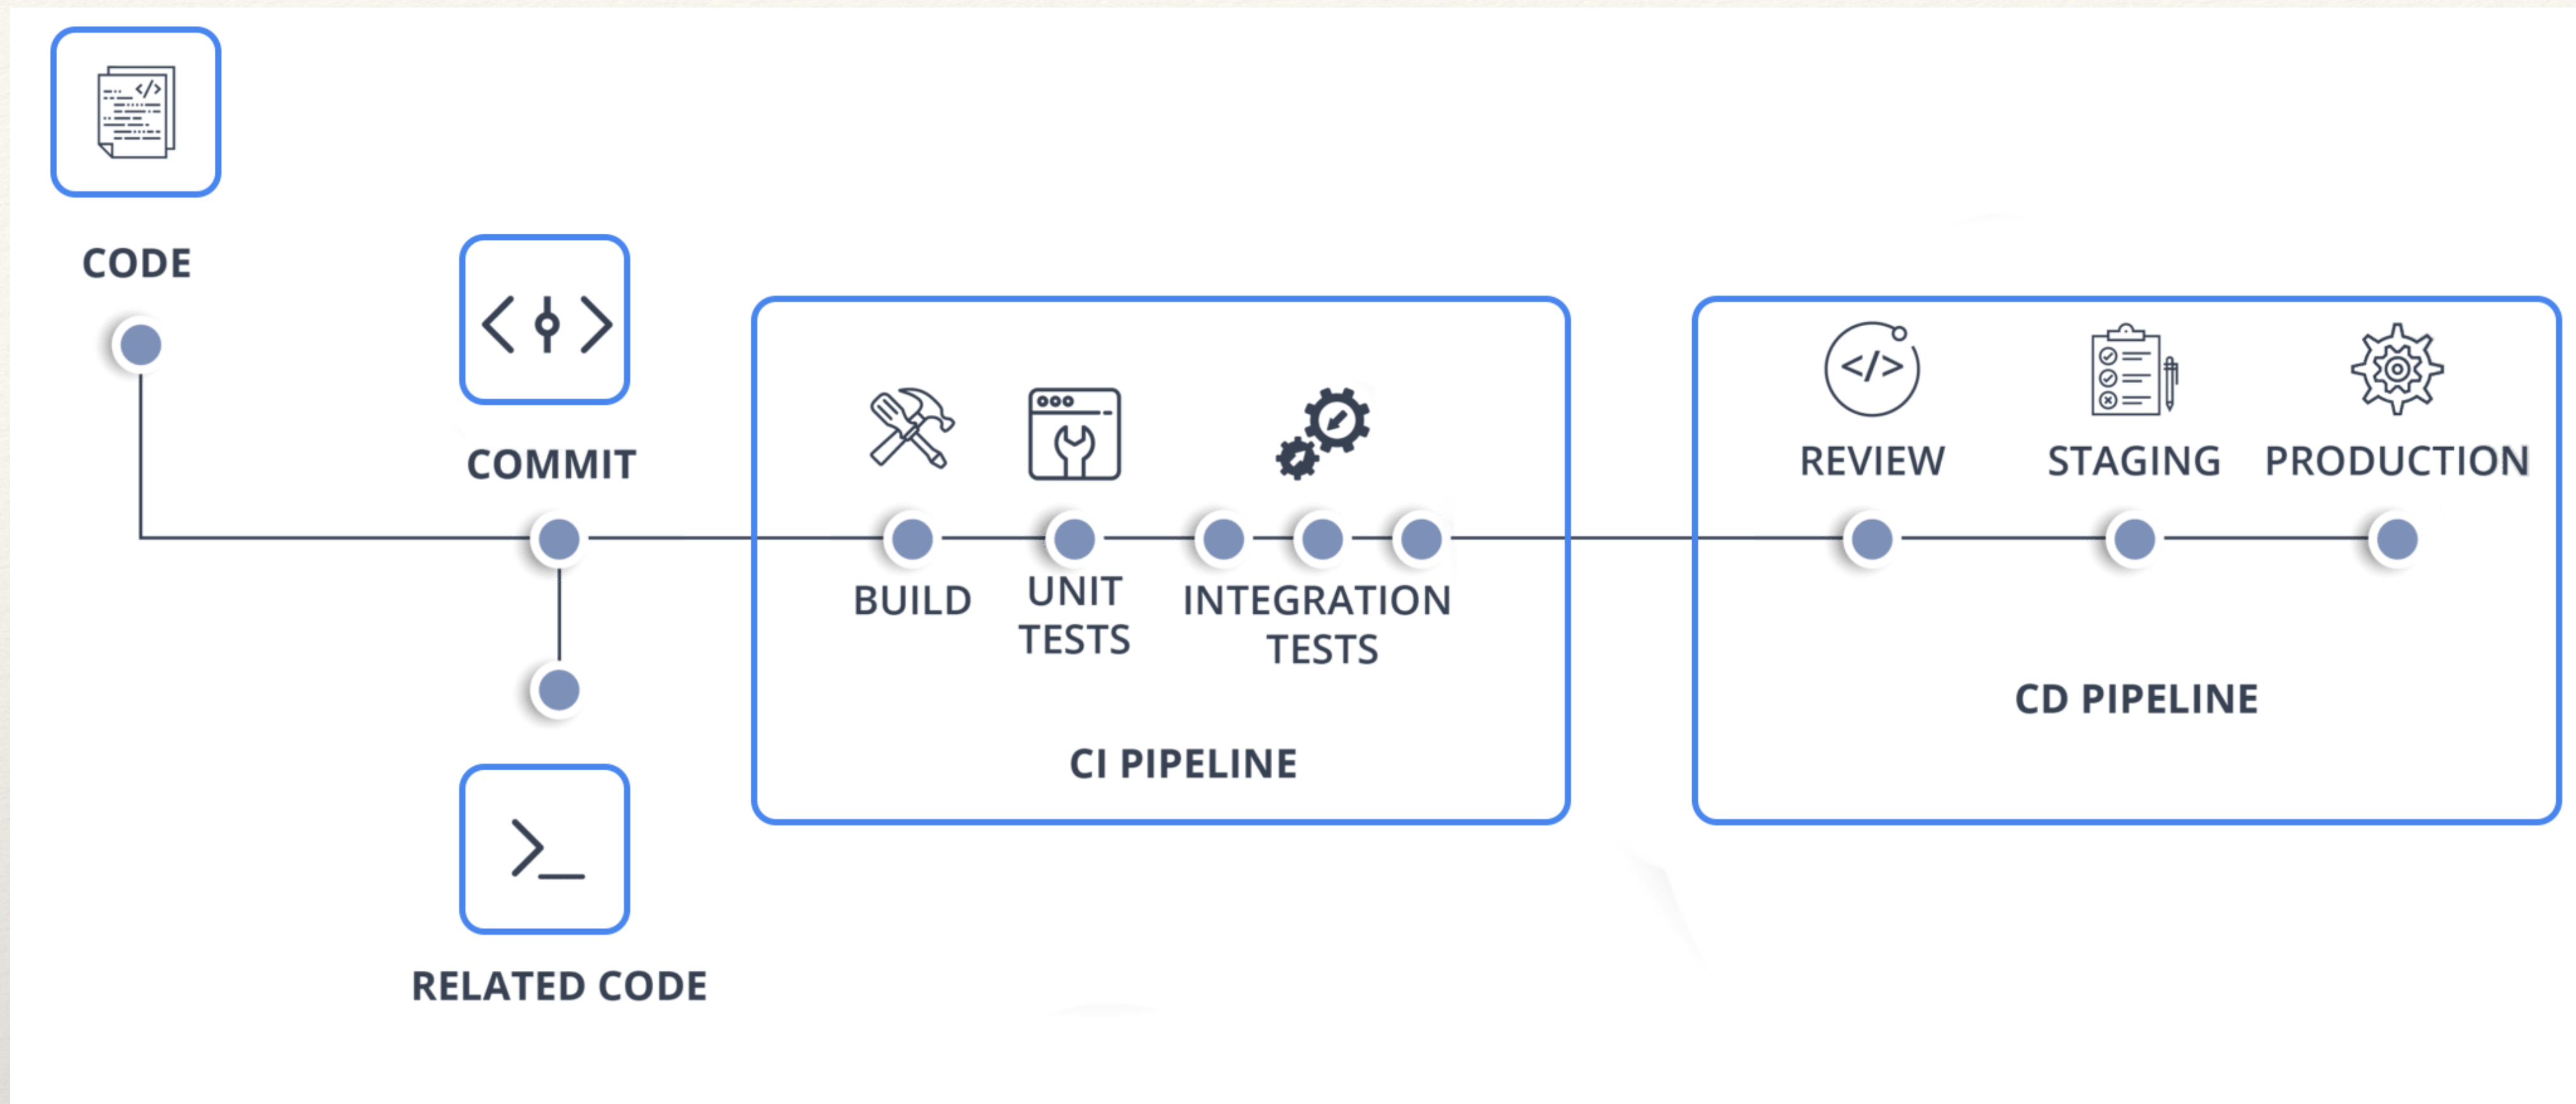 CODE
COMMIT
RELATED CODE
BUILD
UNIT
TESTS
INTEGRATION
TESTS
CI PIPELINE
</>
REVIEW
STAGING
PRODUCTION
CD PIPELINE